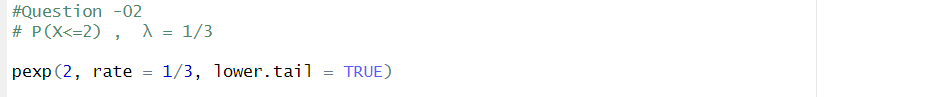 #Question -02
# P(X<=2) , λ = 1/3
pexp(2, rate = 1/3, lower.tail = TRUE)